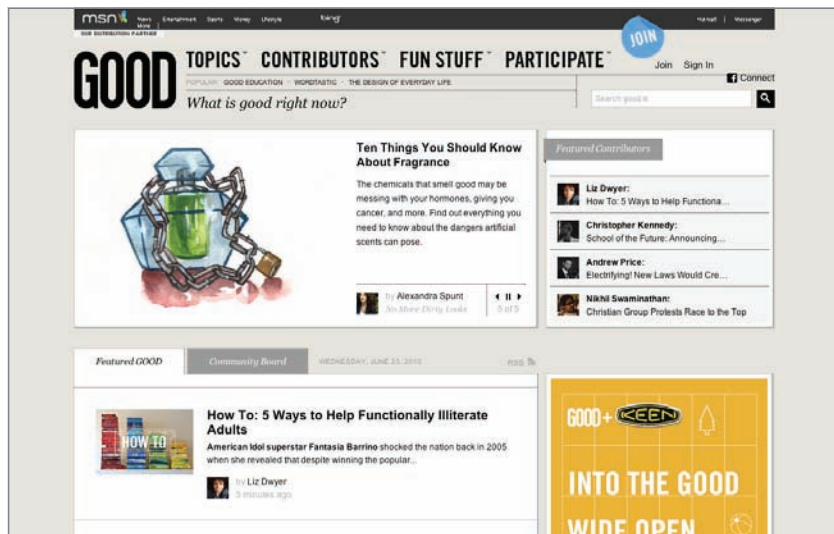 msn News Entertainment Sports Money Lifestyle bing Hotmail | Messenger
More |
OUR DISTRIBUTION PARTNER
JOIN
GOOD TOPICS CONTRIBUTORS FUN STUFF PARTICIPATE Join Sign In
POPULAR: GOOD EDUCATION · WORDTASTIC · THE DESIGN OF EVERYDAY LIFE
Connect
What is good right now?
Search good is
Ten Things You Should Know
About Fragrance
The chemicals that smell good may be
messing with your hormones, giving you
cancer, and more. Find out everything you
need to know about the dangers artificial
scents can pose.
by Alexandra Spunt
No More Dirty Looks
5 of 5
Featured Contributors
Liz Dwyer:
How To: 5 Ways to Help Functiona...
Christopher Kennedy:
School of the Future: Announcing...
Andrew Price:
Electrifying! New Laws Would Cre...
Nikhil Swaminathan:
Christian Group Protests Race to the Top
Featured GOOD Community Board WEDNESDAY, JUNE 23, 2010 RSS
HOW TO
How To: 5 Ways to Help Functionally Illiterate
Adults
American Idol superstar Fantasia Barrino shocked the nation back in 2005
when she revealed that despite winning the popular...
by Liz Dwyer
5 minutes ago
GOOD + KEEN
INTO THE GOOD
WIDE OPEN